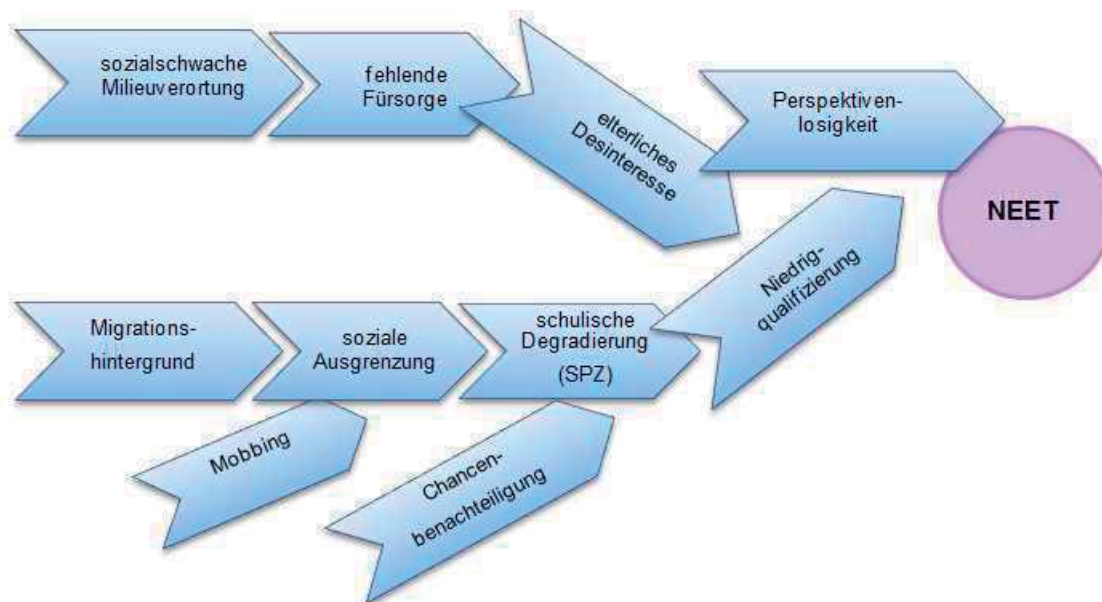 sozialschwache
Milieuverortung
fehlende
Fürsorge
elterliches
Desinteresse
Perspektiven-
losigkeit
NEET
Migrations-
hintergrund
soziale
Ausgrenzung
schulische
Degradierung
(SPZ)
Niedrig-
qualifizierung
Mobbing
Chancen-
benachteiligung